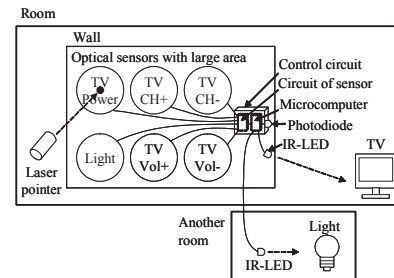 Room
Wall
Optical sensors with large area
TV
Power
TV
CH+
TV
CH-
Control circuit
Circuit of sensor
Microcomputer
Photodiode
IR-LED
TV
Light
TV
Vol+
TV
Vol-
Laser
pointer
Another
room
Light
IR-LED